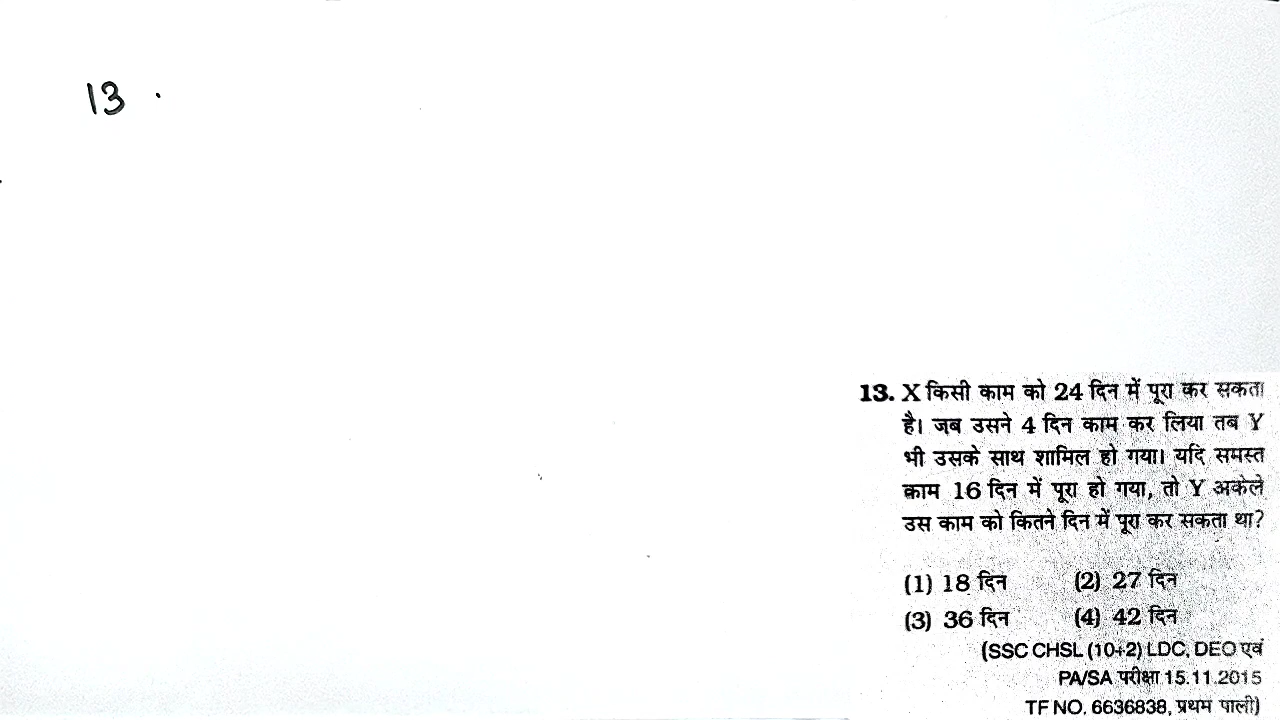 13 .
13. X किसी काम को 24 दिन में पूरा कर सकता
है। जब उसने 4 दिन काम कर लिया तब Y
भी उसके साथ शामिल हो गया। यदि समस्त
काम 16 दिन में पूरा हो गया, तो Y अकेले
उस काम को कितने दिन में पूरा कर सकता था?
(1) 18 दिन (2) 27 दिन
(3) 36 दिन (4) 42 दिन
(SSC CHSL (10+2) LDC, DEO एवं
PA/SA परीक्षा 15.11.2015
TF NO. 6636838, प्रथम पाली)